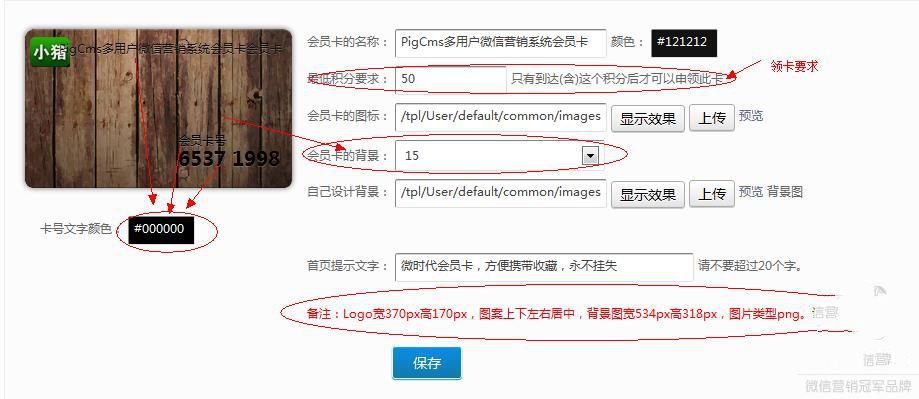 小猪
PigCms多用户微信营销系统会员卡会员卡
会员卡号
6537 1998
卡号文字颜色：
#000000
会员卡的名称：
PigCms多用户微信营销系统会员卡
颜色：
#121212
最低积分要求：
50
只有到达(含)这个积分后才可以申领此卡
领卡要求
会员卡的图标：
/tpl/User/default/common/images
显示效果
上传
预览
会员卡的背景：
15
自己设计背景：
/tpl/User/default/common/images
显示效果
上传
预览 背景图
首页提示文字：
微时代会员卡，方便携带收藏，永不挂失
请不要超过20个字。
备注：Logo宽370px高170px，图案上下左右居中，背景图宽534px高318px，图片类型png。
信营
保存
信营
微信营销冠军品牌